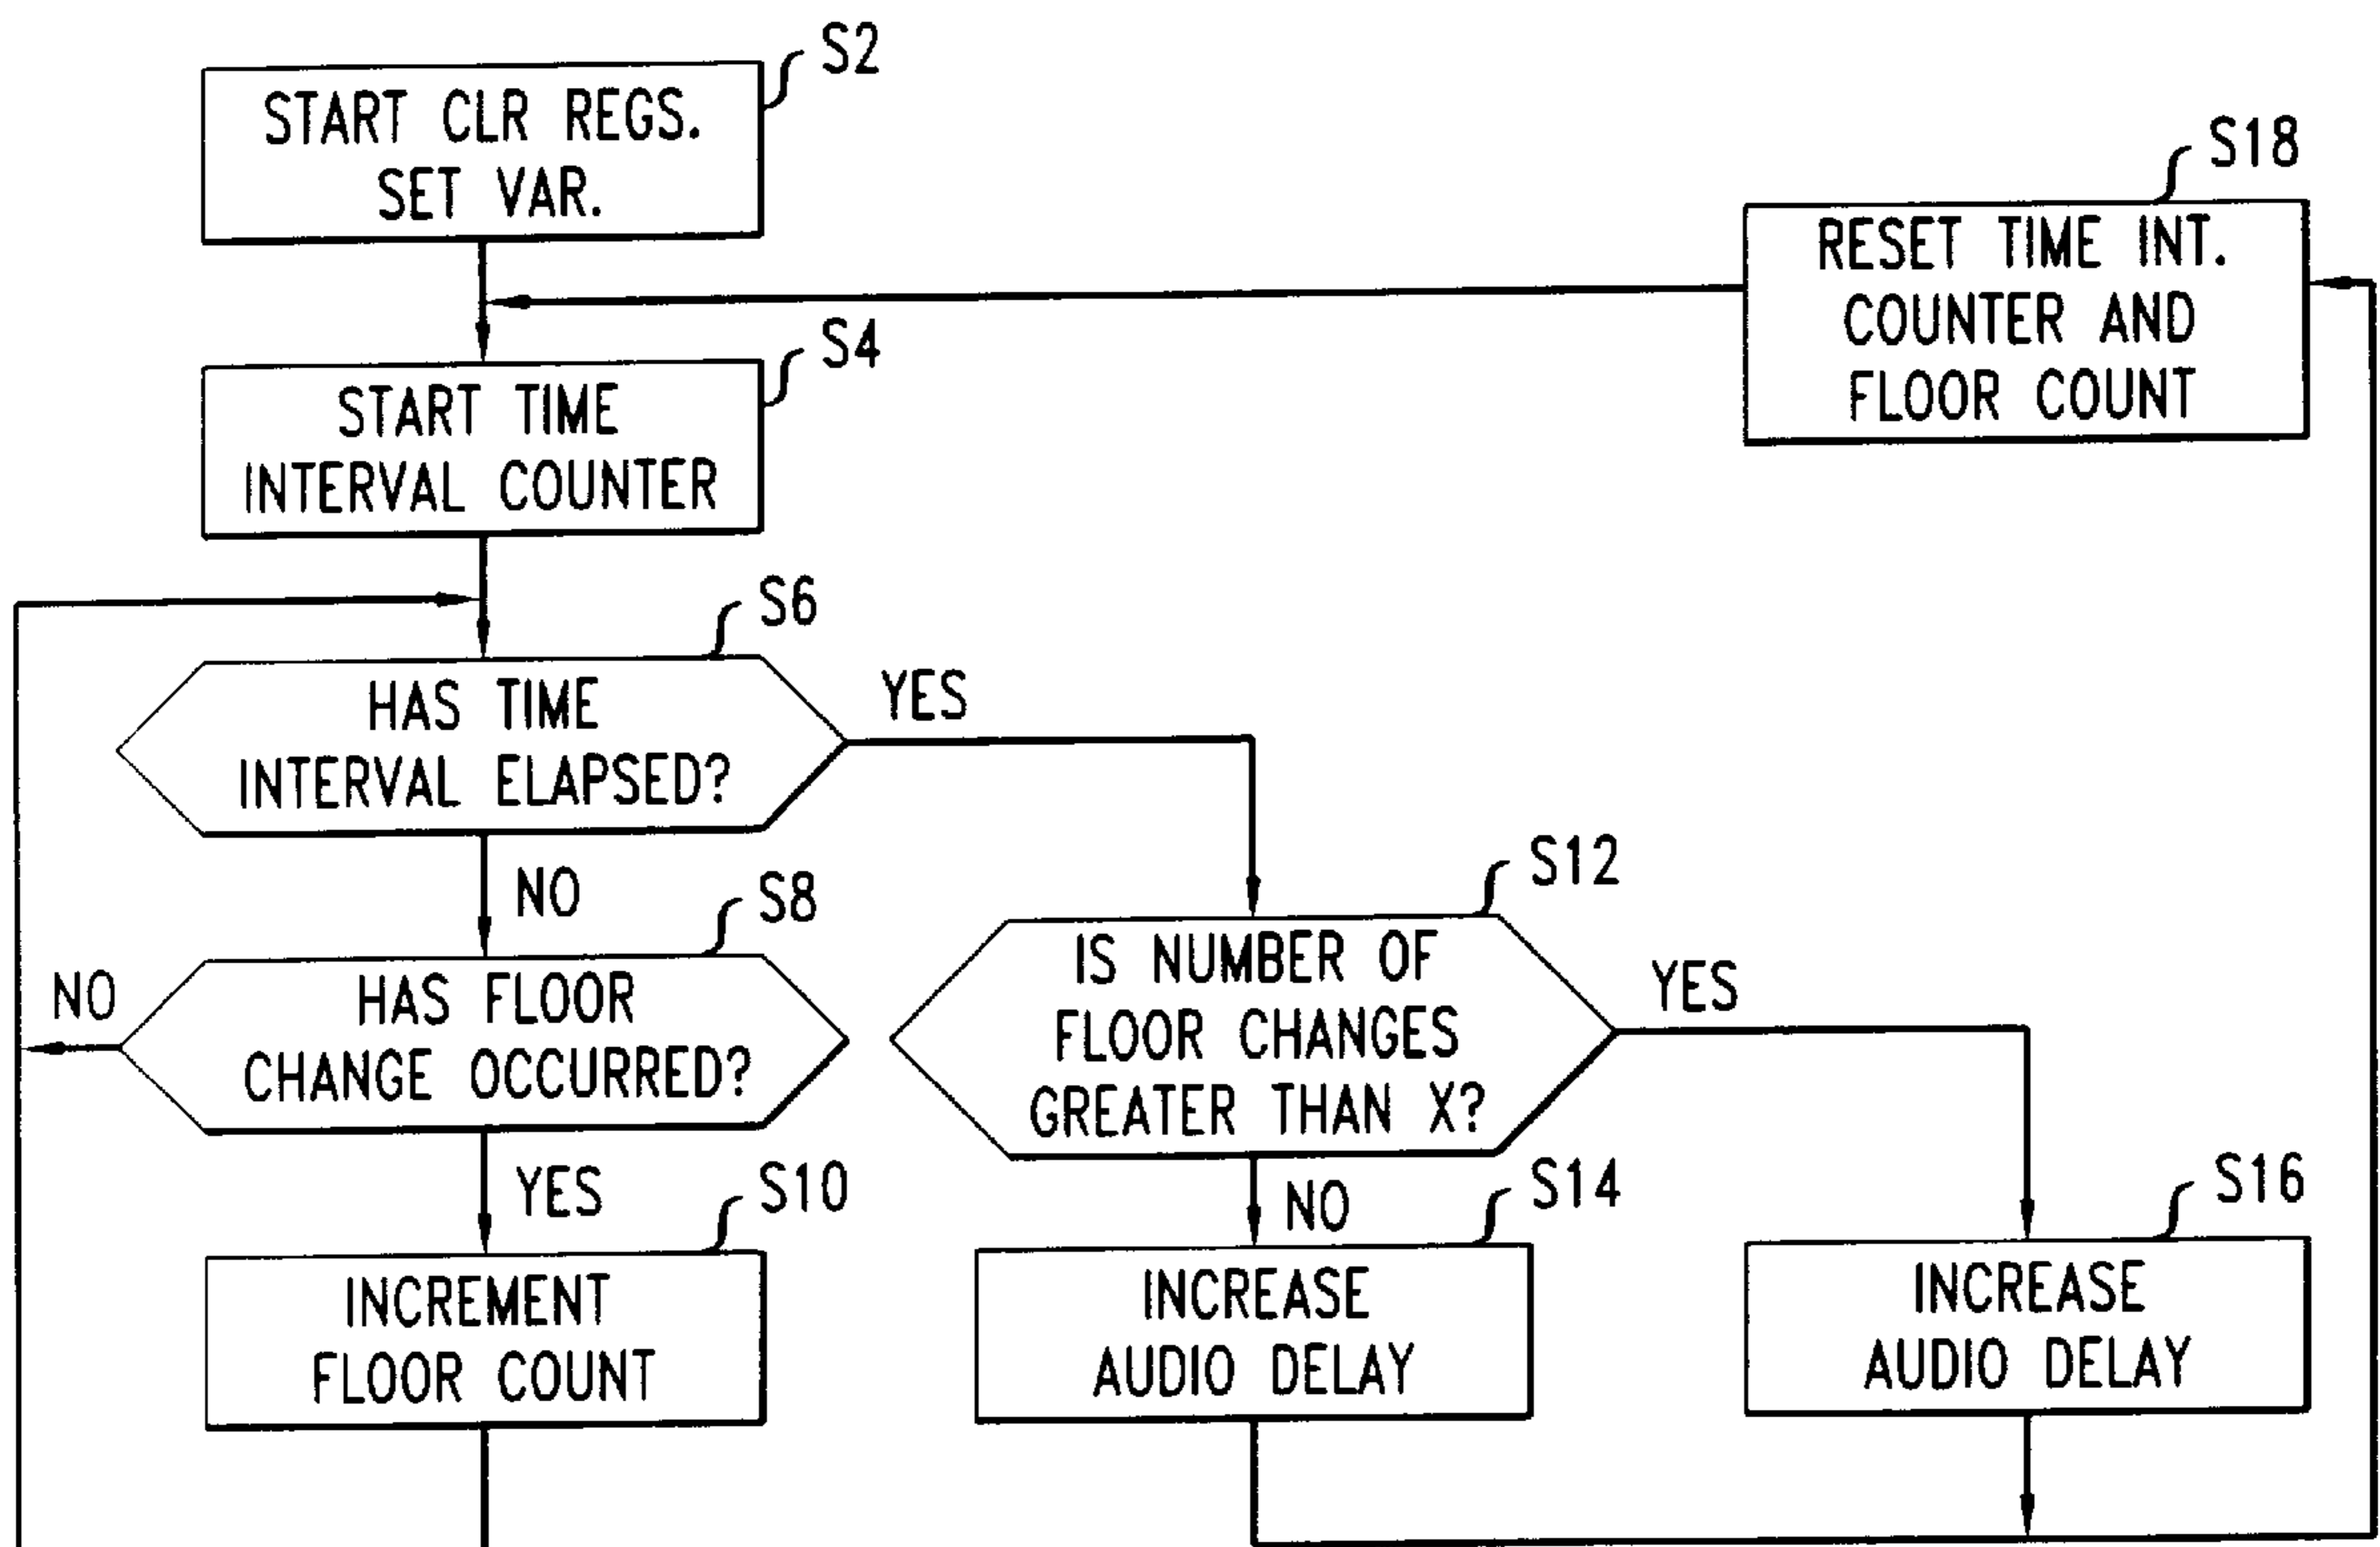 S2
START CLR REGS.
SET VAR.
S18
RESET TIME INT.
COUNTER AND
FLOOR COUNT
S4
START TIME
INTERVAL COUNTER
S6
HAS TIME
INTERVAL ELAPSED?
YES
NO
S8
HAS FLOOR
CHANGE OCCURRED?
NO
S12
IS NUMBER OF
FLOOR CHANGES
GREATER THAN X?
YES
YES
S10
INCREMENT
FLOOR COUNT
NO
S14
INCREASE
AUDIO DELAY
S16
INCREASE
AUDIO DELAY